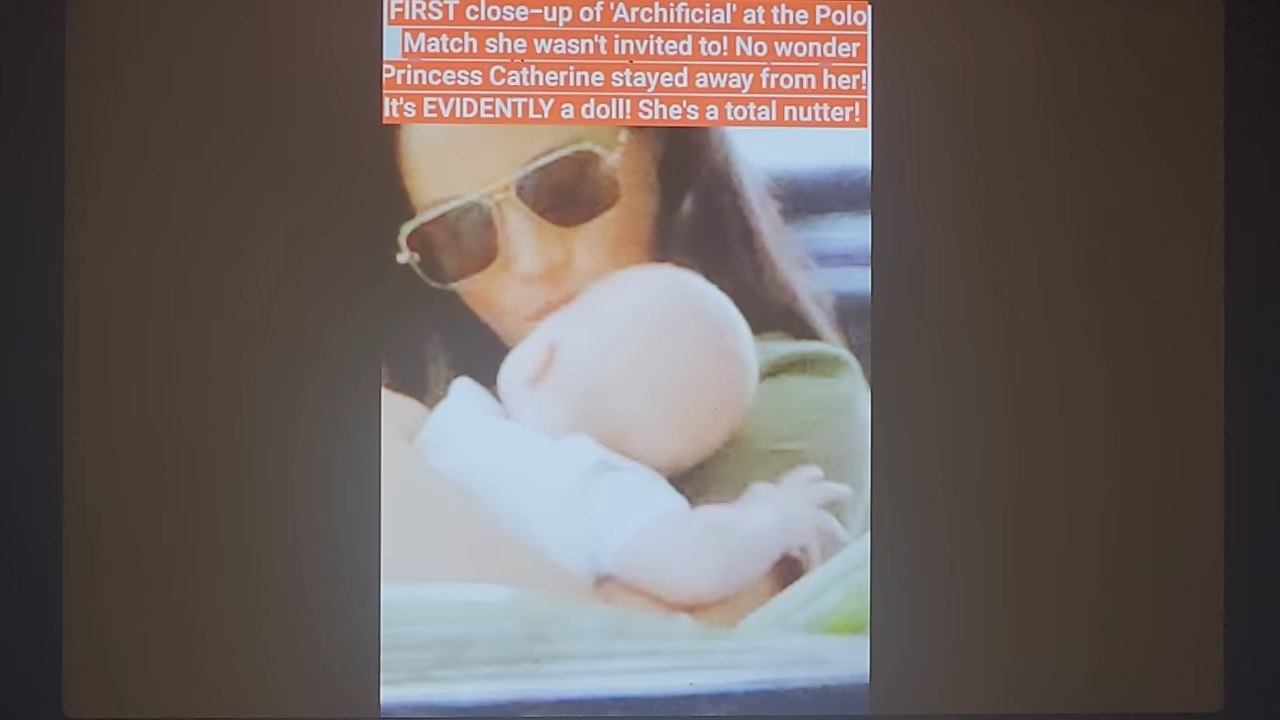 FIRST close-up of 'Archificial' at the Polo
Match she wasn't invited to! No wonder
Princess Catherine stayed away from her!
It's EVIDENTLY a doll! She's a total nutter!